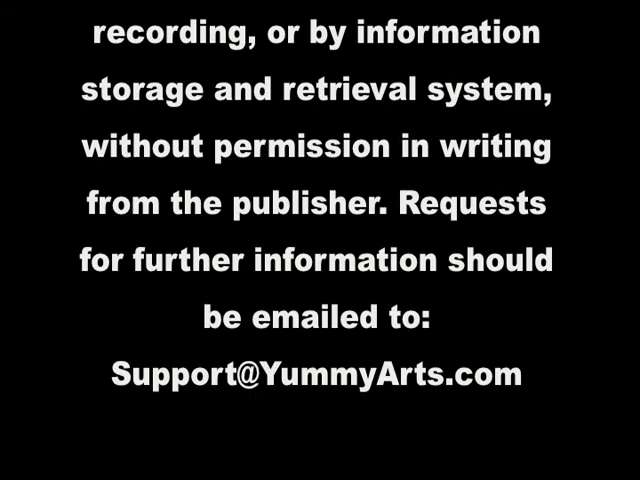 recording, or by information
storage and retrieval system,
without permission in writing
from the publisher. Requests
for further information should
be emailed to:
Support@YummyArts.com